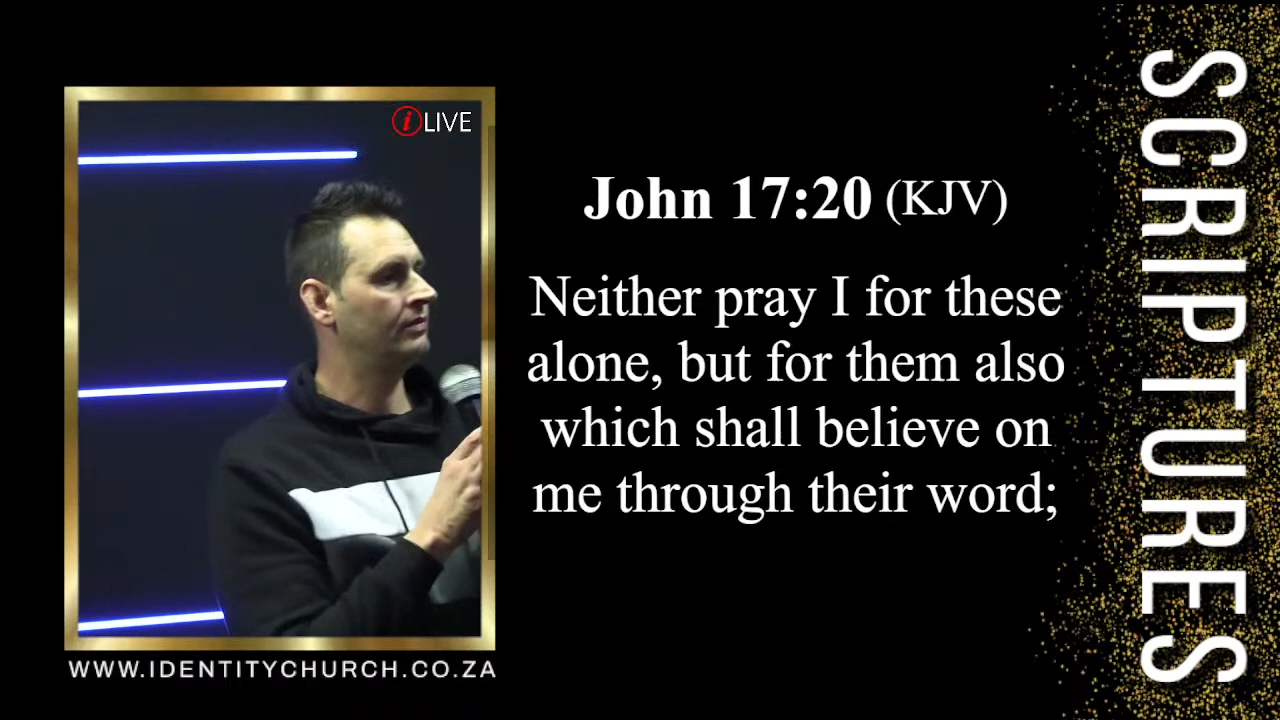 i LIVE
WWW.IDENTITYCHURCH.CO.ZA
John 17:20 (KJV)
Neither pray I for these
alone, but for them also
which shall believe on
me through their word;
SCRIPTURES